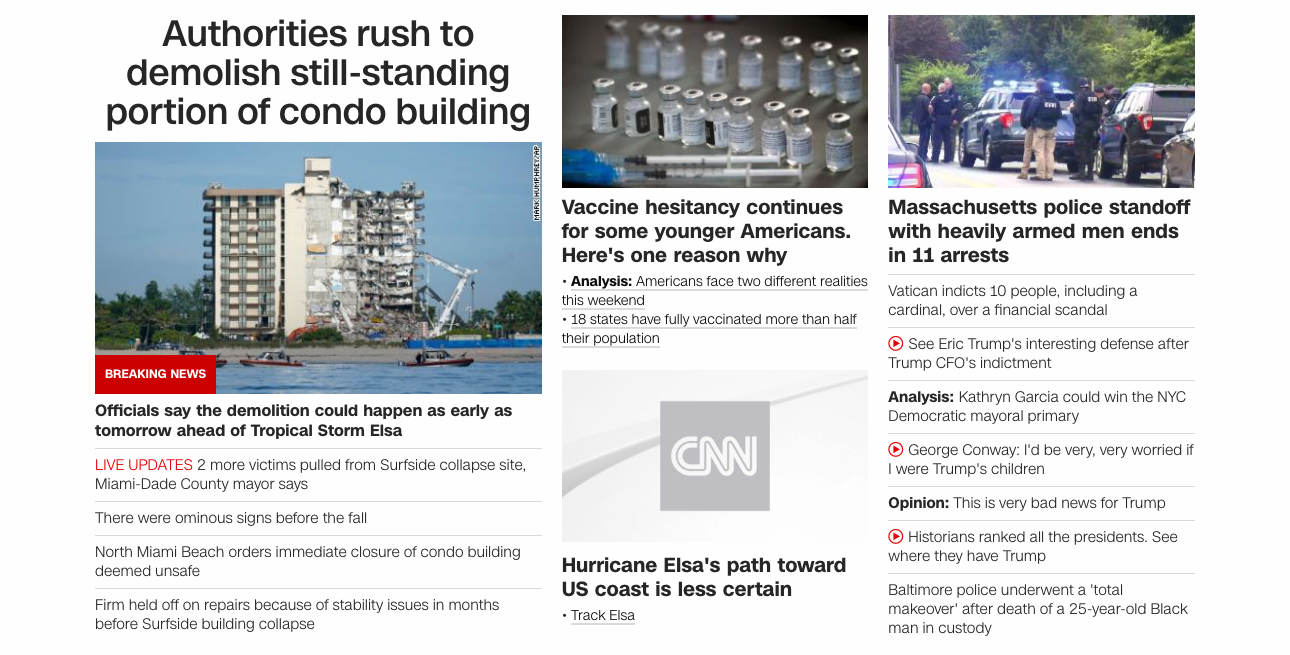 Authorities rush to
demolish still-standing
portion of condo building
MARK HUMPHREY/AP
BREAKING NEWS
Officials say the demolition could happen as early as
tomorrow ahead of Tropical Storm Elsa
LIVE UPDATES 2 more victims pulled from Surfside collapse site,
Miami-Dade County mayor says
There were ominous signs before the fall
North Miami Beach orders immediate closure of condo building
deemed unsafe
Firm held off on repairs because of stability issues in months
before Surfside building collapse
Vaccine hesitancy continues
for some younger Americans.
Here's one reason why
• Analysis: Americans face two different realities
this weekend
• 18 states have fully vaccinated more than half
their population
CNN
Hurricane Elsa's path toward
US coast is less certain
• Track Elsa
Massachusetts police standoff
with heavily armed men ends
in 11 arrests
Vatican indicts 10 people, including a
cardinal, over a financial scandal
See Eric Trump's interesting defense after
Trump CFO's indictment
Analysis: Kathryn Garcia could win the NYC
Democratic mayoral primary
George Conway: I'd be very, very worried if
I were Trump's children
Opinion: This is very bad news for Trump
Historians ranked all the presidents. See
where they have Trump
Baltimore police underwent a 'total
makeover' after death of a 25-year-old Black
man in custody